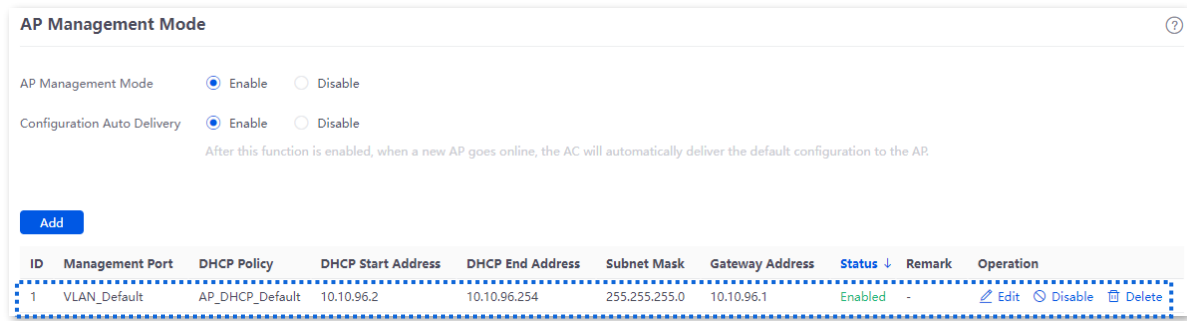 AP Management Mode
?
AP Management Mode Enable Disable
Configuration Auto Delivery Enable Disable
After this function is enabled, when a new AP goes online, the AC will automatically deliver the default configuration to the AP.
Add
ID Management Port DHCP Policy DHCP Start Address DHCP End Address Subnet Mask Gateway Address Status ↓ Remark Operation
1 VLAN_Default AP_DHCP_Default 10.10.96.2 10.10.96.254 255.255.255.0 10.10.96.1 Enabled - Edit Disable Delete